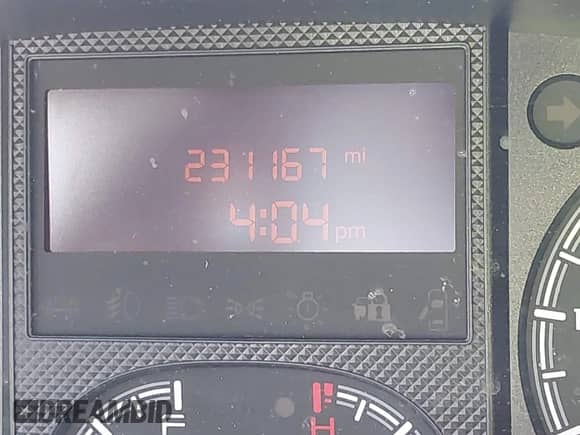 231167 mi
4:04 pm
F
H
DREAMBID